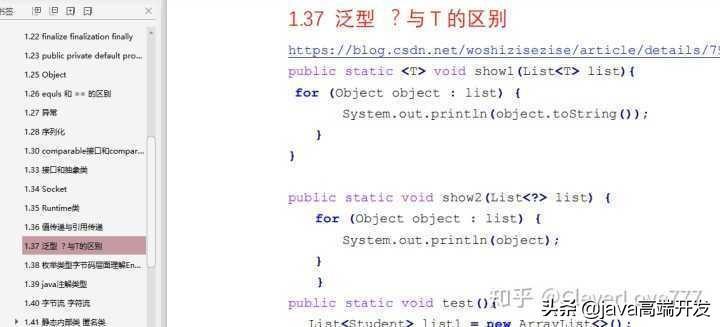 书签
1.22 finalize finalization finally
1.23 public private default pro...
1.25 Object
1.26 equls 和 == 的区别
1.27 异常
1.28 序列化
1.30 comparable接口和compar...
1.33 接口和抽象类
1.34 Socket
1.35 Runtime类
1.36 值传递与引用传递
1.37 泛型 ？与T的区别
1.38 枚举类型字节码层面理解En...
1.39 java注解类型
1.40 字节流 字符流
1.41 静态内部类 匿名类
1.37 泛型 ？与T的区别
https://blog.csdn.net/woshizisezise/article/details/79
public static <T> void show1(List<T> list){
for (Object object : list) {
System.out.println(object.toString());
}
}
public static void show2(List<?> list) {
for (Object object : list) {
System.out.println(object);
}
}
public static void test(){
List<Student> list1 = new ArrayList<>();
知乎 @CleverLove777
头条 @java高端开发